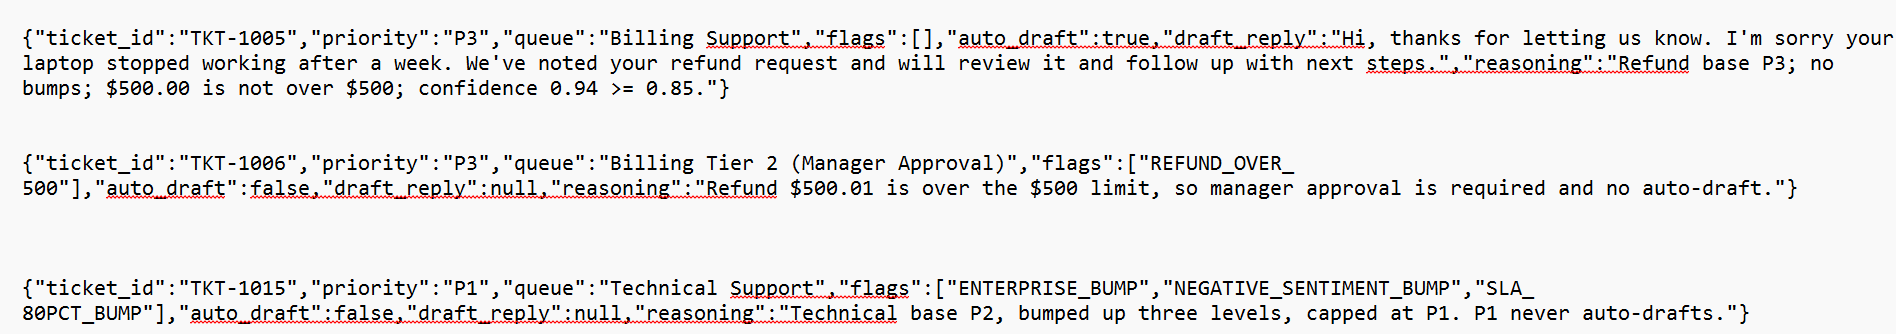 {"ticket_id":"TKT-1005","priority":"P3","queue":"Billing Support","flags":[],"auto_draft":true,"draft_reply":"Hi, thanks for letting us know. I'm sorry your
laptop stopped working after a week. We've noted your refund request and will review it and follow up with next steps.","reasoning":"Refund base P3; no
bumps; $500.00 is not over $500; confidence 0.94 >= 0.85."}
{"ticket_id":"TKT-1006","priority":"P3","queue":"Billing Tier 2 (Manager Approval)","flags":["REFUND_OVER_
500"],"auto_draft":false,"draft_reply":null,"reasoning":"Refund $500.01 is over the $500 limit, so manager approval is required and no auto-draft."}
{"ticket_id":"TKT-1015","priority":"P1","queue":"Technical Support","flags":["ENTERPRISE_BUMP","NEGATIVE_SENTIMENT_BUMP","SLA_
80PCT_BUMP"],"auto_draft":false,"draft_reply":null,"reasoning":"Technical base P2, bumped up three levels, capped at P1. P1 never auto-drafts."}